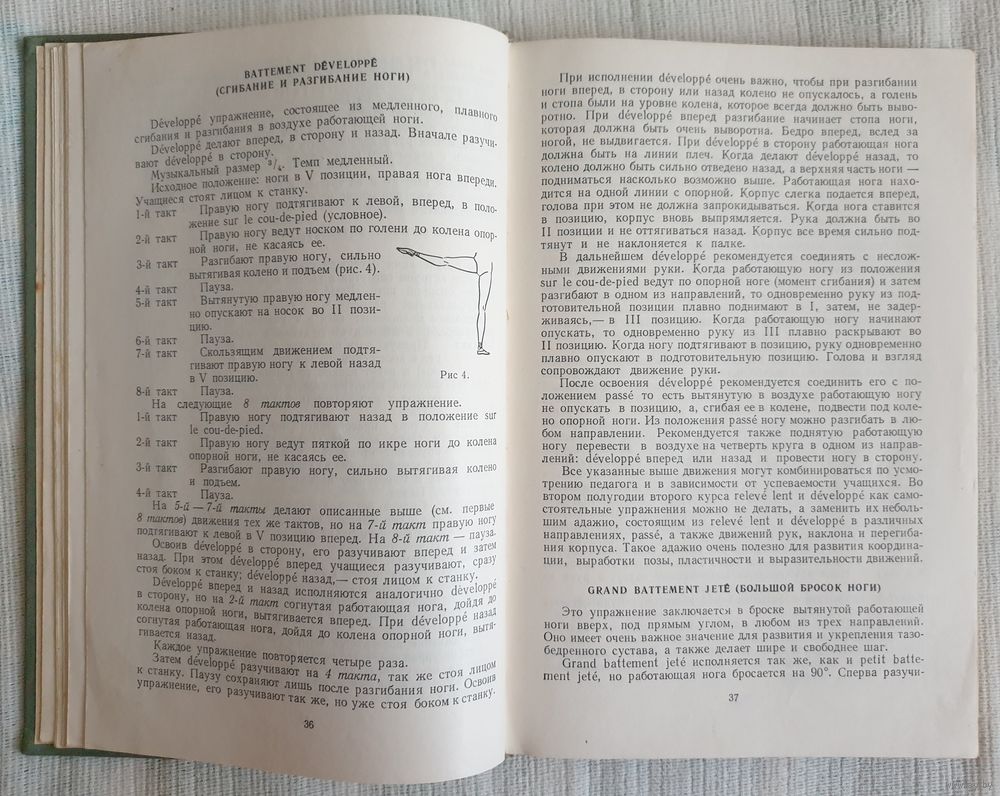 BATTEMENT DÉVELOPPÉ
(СГИБАНИЕ И РАЗГИБАНИЕ НОГИ)
Développé упражнение, состоящее из медленного, плавного
сгибания и разгибания в воздухе работающей ноги.
Développé делают вперед, в сторону и назад. Вначале разучи-
вают développé в сторону.
Музыкальный размер ³/₄. Темп медленный.
Исходное положение: ноги в V позиции, правая нога впереди.
Учащиеся стоят лицом к станку.
1-й такт Правую ногу подтягивают к левой, вперед, в поло-
жение sur le cou-de-pied (условное).
2-й такт Правую ногу ведут носком по голени до колена опор-
ной ноги, не касаясь ее.
3-й такт Разгибают правую ногу, сильно
вытягивая колено и подъем (рис. 4).
4-й такт Пауза.
5-й такт Вытянутую правую ногу медлен-
но опускают на носок во II пози-
цию.
6-й такт Пауза.
7-й такт Скользящим движением подтя-
гивают правую ногу к левой назад
в V позицию.
Рис 4.
8-й такт Пауза.
На следующие 8 тактов повторяют упражнение.
1-й такт Правую ногу подтягивают назад в положение sur
le cou-de-pied.
2-й такт Правую ногу ведут пяткой по икре ноги до колена
опорной ноги, не касаясь ее.
3-й такт Разгибают правую ногу, сильно вытягивая колено
и подъем.
4-й такт Пауза.
На 5-й — 7-й такты делают описанные выше (см. первые
8 тактов) движения тех же тактов, но на 7-й такт правую ногу
подтягивают к левой в V позицию вперед. На 8-й такт — пауза.
Освоив développé в сторону, его разучивают вперед и затем
назад. При этом développé вперед учащиеся разучивают, сразу
стоя боком к станку; développé назад,— стоя лицом к станку.
Développé вперед и назад исполняются аналогично développé
в сторону, но на 2-й такт согнутая работающая нога, дойдя до
колена опорной ноги, вытягивается вперед. При développé назад
согнутая работающая нога, дойдя до колена опорной ноги, вытя-
гивается назад.
Каждое упражнение повторяется четыре раза.
Затем développé разучивают на 4 такта, так же стоя лицом
к станку. Паузу сохраняют лишь после разгибания ноги. Освоив
упражнение, его разучивают так же, но уже стоя боком к станку.
36
При исполнении développé очень важно, чтобы при разгибании
ноги вперед, в сторону или назад колено не опускалось, а голень
и стопа были на уровне колена, которое всегда должно быть выво-
ротно. При développé вперед разгибание начинает стопа ноги,
которая должна быть очень выворотна. Бедро вперед, вслед за
ногой, не выдвигается. При développé в сторону работающая нога
должна быть на линии плеч. Когда делают développé назад, то
колено должно быть сильно отведено назад, а верхняя часть ноги —
подниматься насколько возможно выше. Работающая нога нахо-
дится на одной линии с опорной. Корпус слегка подается вперед,
голова при этом не должна запрокидываться. Когда нога ставится
в позицию, корпус вновь выпрямляется. Рука должна быть во
II позиции и не оттягиваться назад. Корпус все время сильно под-
тянут и не наклоняется к палке.
В дальнейшем développé рекомендуется соединять с неслож-
ными движениями руки. Когда работающую ногу из положения
sur le cou-de-pied ведут по опорной ноге (момент сгибания) и затем
разгибают в одном из направлений, то одновременно руку из под-
готовительной позиции плавно поднимают в I, затем, не задер-
живаясь,— в III позицию. Когда работающую ногу начинают
опускать, то одновременно руку из III плавно раскрывают во
II позицию. Когда ногу подтягивают в позицию, руку одновременно
плавно опускают в подготовительную позицию. Голова и взгляд
сопровождают движение руки.
После освоения développé рекомендуется соединить его с по-
ложением passé то есть вытянутую в воздухе работающую ногу
не опускать в позицию, а, сгибая ее в колене, подвести под коле-
но опорной ноги. Из положения passé ногу можно разгибать в лю-
бом направлении. Рекомендуется также поднятую работающую
ногу перевести в воздухе на четверть круга в одном из направ-
лений: développé вперед или назад и провести ногу в сторону.
Все указанные выше движения могут комбинироваться по усмо-
трению педагога и в зависимости от успеваемости учащихся. Во
втором полугодии второго курса relevé lent и développé как само-
стоятельные упражнения можно не делать, а заменить их неболь-
шим адажио, состоящим из relevé lent и développé в различных
направлениях, passé, а также движений рук, наклона и перегиба-
ния корпуса. Такое адажио очень полезно для развития координа-
ции, выработки позы, пластичности и выразительности движений.
GRAND BATTEMENT JETÉ (БОЛЬШОЙ БРОСОК НОГИ)
Это упражнение заключается в броске вытянутой работающей
ноги вверх, под прямым углом, в любом из трех направлений.
Оно имеет очень важное значение для развития и укрепления тазо-
бедренного сустава, а также делает шире и свободнее шаг.
Grand battement jeté исполняется так же, как и petit batte-
ment jeté, но работающая нога бросается на 90°. Сперва разучи-
37